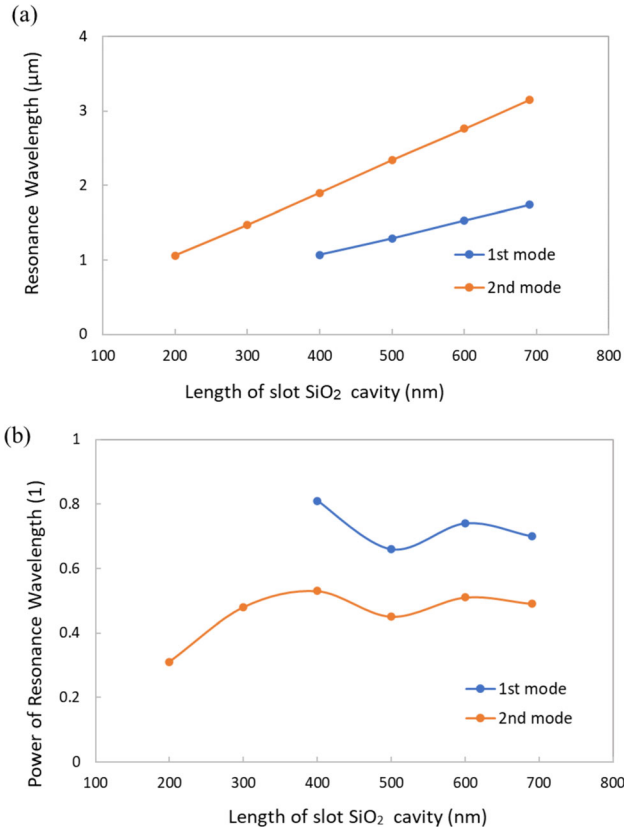 (a)
Resonance Wavelength (μm)
4
3
2
1
0
100 200 300 400 500 600 700 800
1st mode
2nd mode
Length of slot SiO2 cavity (nm)
(b)
Power of Resonance Wavelength (1)
1
0.8
0.6
0.4
0.2
0
100 200 300 400 500 600 700 800
1st mode
2nd mode
Length of slot SiO2 cavity (nm)